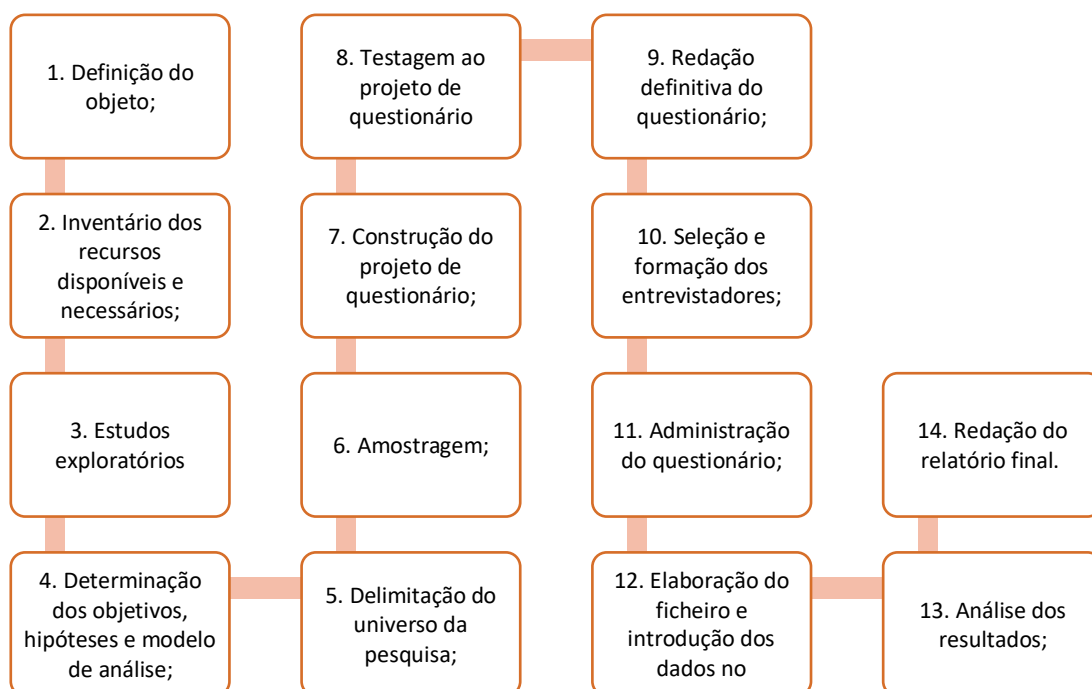 1. Definição do
objeto;
2. Inventário dos
recursos
disponíveis e
necessários;
3. Estudos
exploratórios
4. Determinação
dos objetivos,
hipóteses e modelo
de análise;
5. Delimitação do
universo da
pesquisa;
6. Amostragem;
7. Construção do
projeto de
questionário;
8. Testagem ao
projeto de
questionário
9. Redação
definitiva do
questionário;
10. Seleção e
formação dos
entrevistadores;
11. Administração
do questionário;
12. Elaboração do
ficheiro e
introdução dos
dados no
13. Análise dos
resultados;
14. Redação do
relatório final.